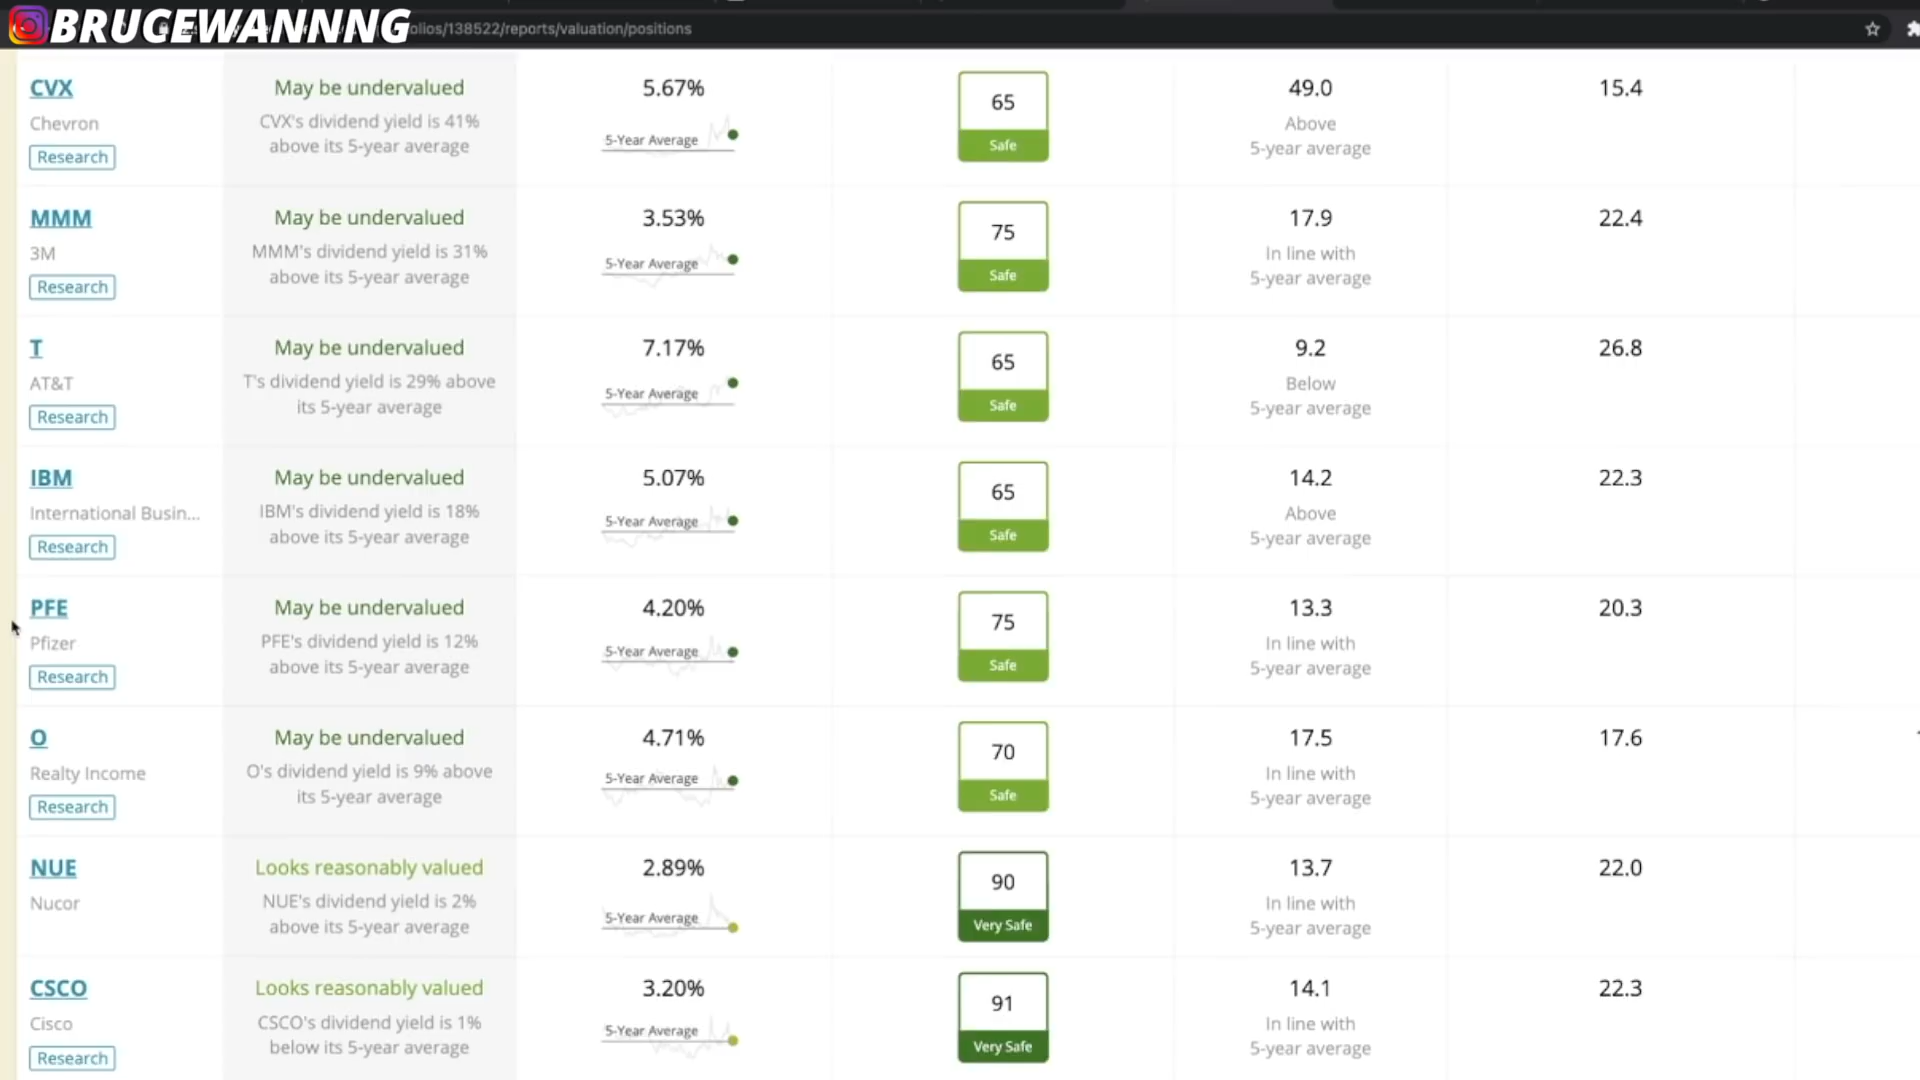 BRUCEWANNNG
olios/138522/reports/valuation/positions
CVX
Chevron
Research
May be undervalued
CVX's dividend yield is 41%
above its 5-year average
5.67%
5-Year Average
65
Safe
49.0
Above
5-year average
15.4
MMM
3M
Research
May be undervalued
MMM's dividend yield is 31%
above its 5-year average
3.53%
5-Year Average
75
Safe
17.9
In line with
5-year average
22.4
T
AT&T
Research
May be undervalued
T's dividend yield is 29% above
its 5-year average
7.17%
5-Year Average
65
Safe
9.2
Below
5-year average
26.8
IBM
International Busin...
Research
May be undervalued
IBM's dividend yield is 18%
above its 5-year average
5.07%
5-Year Average
65
Safe
14.2
Above
5-year average
22.3
PFE
Pfizer
Research
May be undervalued
PFE's dividend yield is 12%
above its 5-year average
4.20%
5-Year Average
75
Safe
13.3
In line with
5-year average
20.3
O
Realty Income
Research
May be undervalued
O's dividend yield is 9% above
its 5-year average
4.71%
5-Year Average
70
Safe
17.5
In line with
5-year average
17.6
NUE
Nucor
Looks reasonably valued
NUE's dividend yield is 2%
above its 5-year average
2.89%
5-Year Average
90
Very Safe
13.7
In line with
5-year average
22.0
CSCO
Cisco
Research
Looks reasonably valued
CSCO's dividend yield is 1%
below its 5-year average
3.20%
5-Year Average
91
Very Safe
14.1
In line with
5-year average
22.3